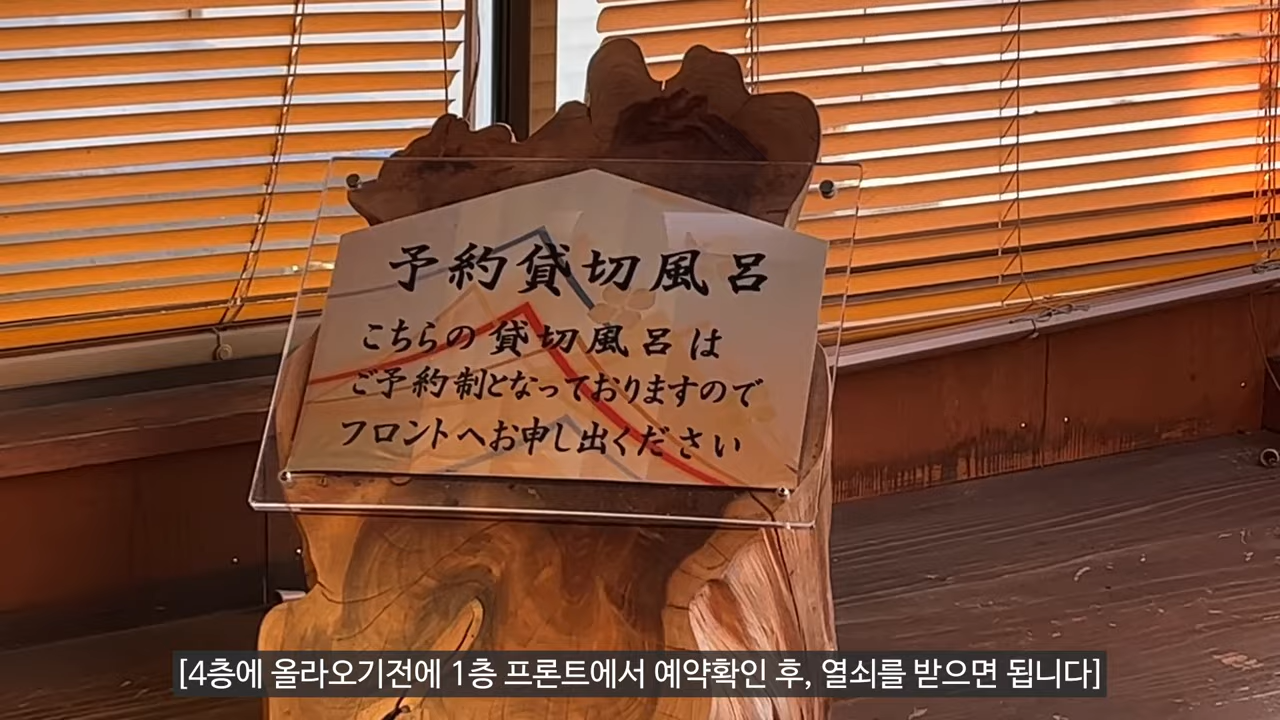 予約貸切風呂
こちらの貸切風呂は
ご予約制となっておりますので
フロントへお申し出ください
[4층에 올라오기전에 1층 프론트에서 예약확인 후, 열쇠를 받으면 됩니다]